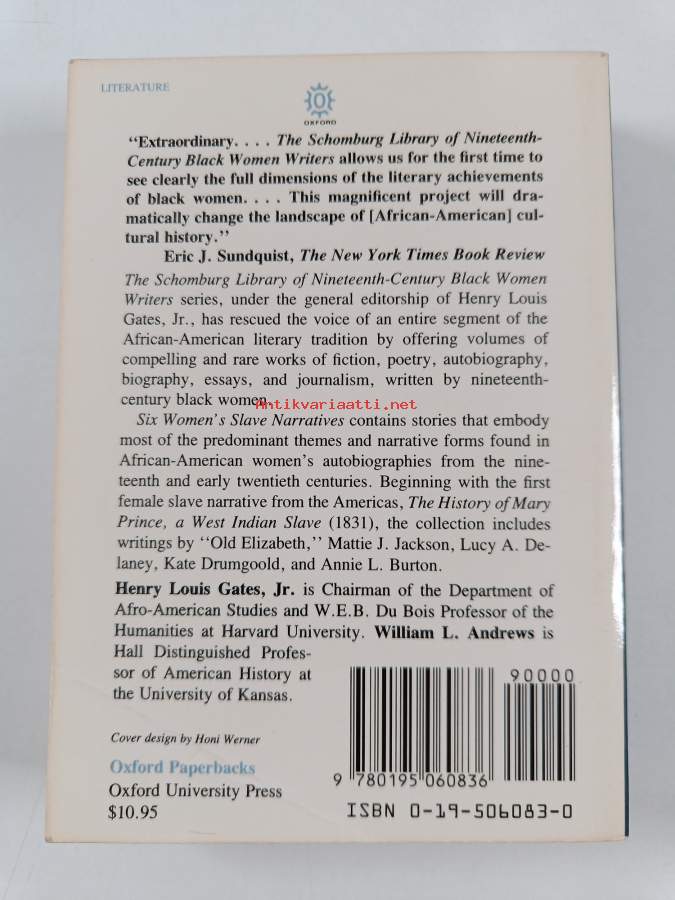 LITERATURE
OXFORD
“Extraordinary. . . . The Schomburg Library of Nineteenth-
Century Black Women Writers allows us for the first time to
see clearly the full dimensions of the literary achievements
of black women. . . . This magnificent project will dra-
matically change the landscape of [African-American] cul-
tural history.”
Eric J. Sundquist, The New York Times Book Review
The Schomburg Library of Nineteenth-Century Black Women
Writers series, under the general editorship of Henry Louis
Gates, Jr., has rescued the voice of an entire segment of the
African-American literary tradition by offering volumes of
compelling and rare works of fiction, poetry, autobiography,
biography, essays, and journalism, written by nineteenth-
century black women.
Antikvariaatti.net
Six Women's Slave Narratives contains stories that embody
most of the predominant themes and narrative forms found in
African-American women's autobiographies from the nine-
teenth and early twentieth centuries. Beginning with the first
female slave narrative from the Americas, The History of Mary
Prince, a West Indian Slave (1831), the collection includes
writings by “Old Elizabeth,” Mattie J. Jackson, Lucy A. De-
laney, Kate Drumgoold, and Annie L. Burton.
Henry Louis Gates, Jr. is Chairman of the Department of
Afro-American Studies and W.E.B. Du Bois Professor of the
Humanities at Harvard University. William L. Andrews is
Hall Distinguished Profes-
sor of American History at
the University of Kansas.
Cover design by Honi Werner
Oxford Paperbacks
Oxford University Press
$10.95
90000
9 780195 060836
ISBN 0-19-506083-0